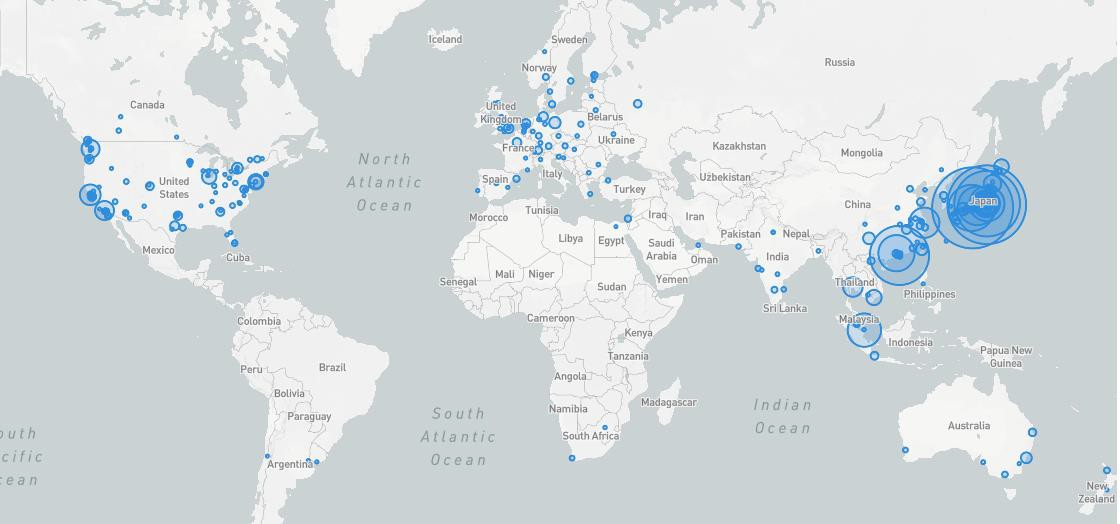 Iceland
Sweden
Norway
Russia
Canada
United
Kingdom
Belarus
Ukraine
France
Kazakhstan
Mongolia
North
Atlantic
Ocean
United
States
Spain
Italy
Uzbekistan
Turkey
China
Japan
Morocco
Tunisia
Iraq
Iran
Mexico
Cuba
Libya
Egypt
Pakistan
Nepal
Saudi
Arabia
Oman
India
Mali
Niger
Senegal
Sudan
Yemen
Thailand
Philippines
Sri Lanka
Colombia
Cameroon
Malaysia
Kenya
Indonesia
Peru
Brazil
Tanzania
Papua New
Guinea
Angola
Bolivia
Madagascar
Namibia
Paraguay
South
Atlantic
Ocean
Indian
Ocean
Australia
South Africa
outh
cific
cean
Argentina
New
Zealand